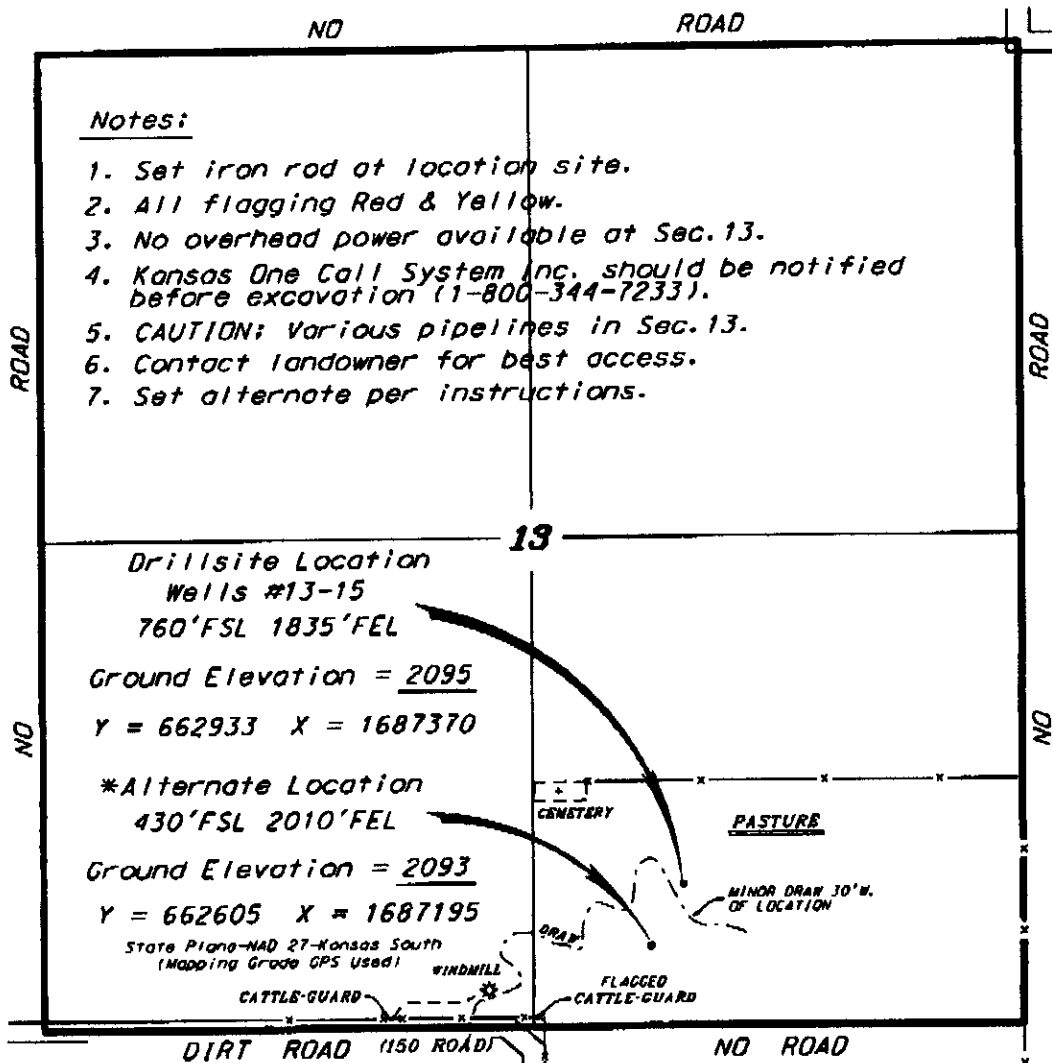 NO ROAD
Notes:
1. Set iron rod at location site.
2. All flagging Red & Yellow.
3. No overhead power available at Sec.13.
4. Kansas One Call System Inc. should be notified
before excavation (1-800-344-7233).
5. CAUTION: Various pipelines in Sec.13.
6. Contact landowner for best access.
7. Set alternate per instructions.
NO ROAD
NO ROAD
13
Drillsite Location
Wells #13-15
760'FSL 1835'FEL
Ground Elevation = 2095
Y = 662933 X = 1687370
*Alternate Location
430'FSL 2010'FEL
Ground Elevation = 2093
Y = 662605 X = 1687195
State Plane-NAD 27-Kansas South
(Mapping Grade GPS Used)
CEMETERY
PASTURE
MINOR DRAW 30'W.
OF LOCATION
DRAW
WINDMILL
CATTLE-GUARD
FLAGGED
CATTLE-GUARD
DIRT ROAD (150 ROAD)
NO ROAD